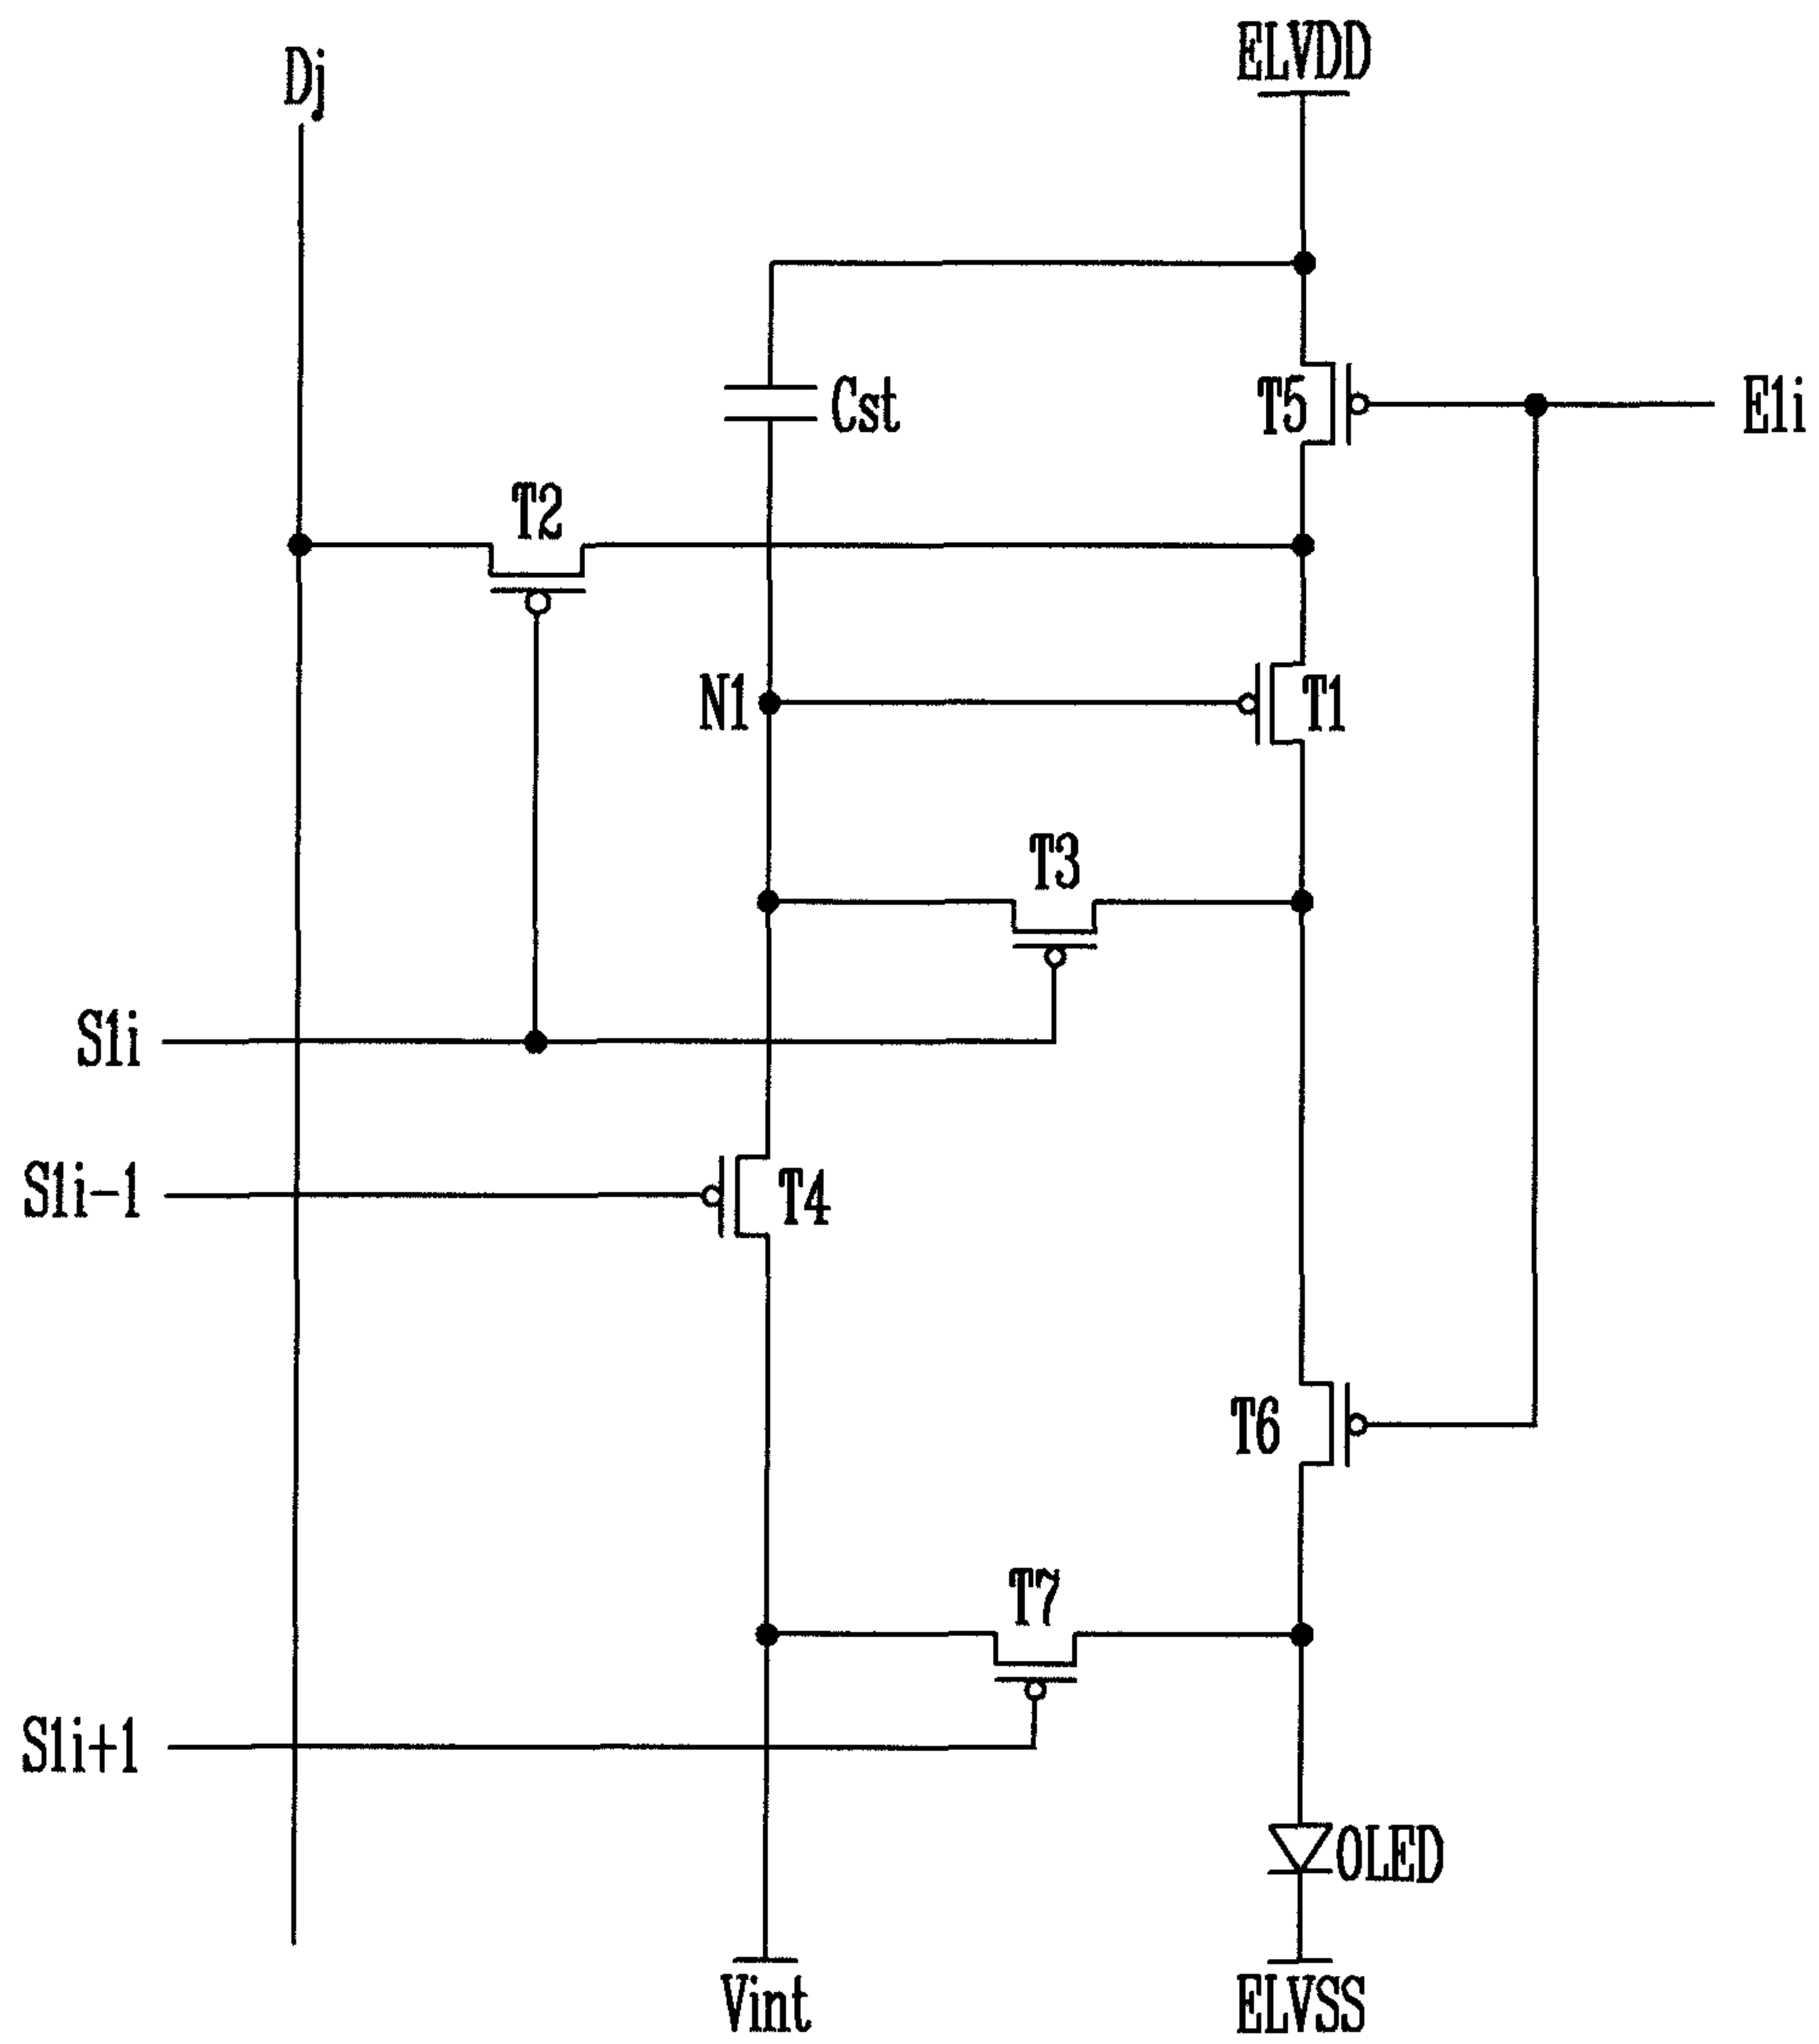 ELVDD
Dj
T5
Cst
E1i
T2
N1
T1
T3
S1i
S1i-1
T4
T6
T7
S1i+1
OLED
Vint
ELVSS